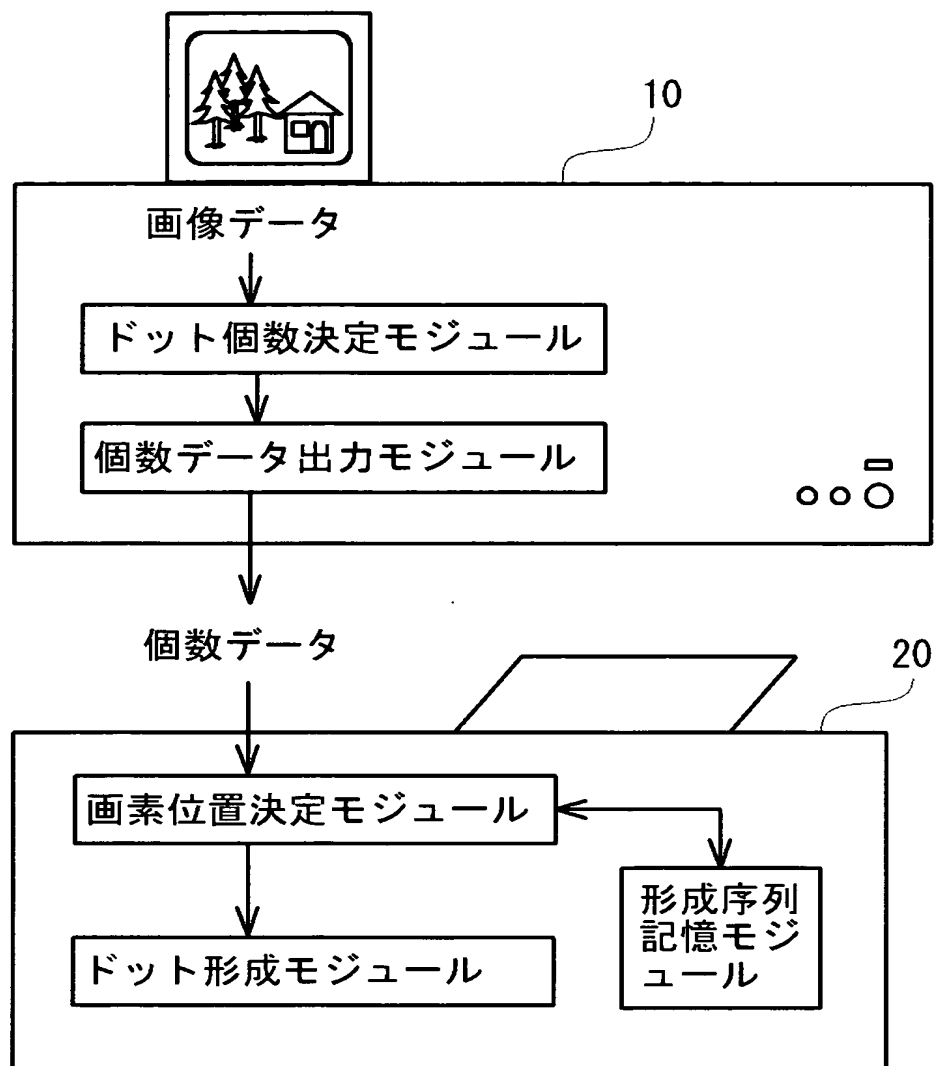 10
画像データ
ドット個数決定モジュール
個数データ出力モジュール
個数データ
20
画素位置決定モジュール
形成序列
記憶モジ
ュール
ドット形成モジュール